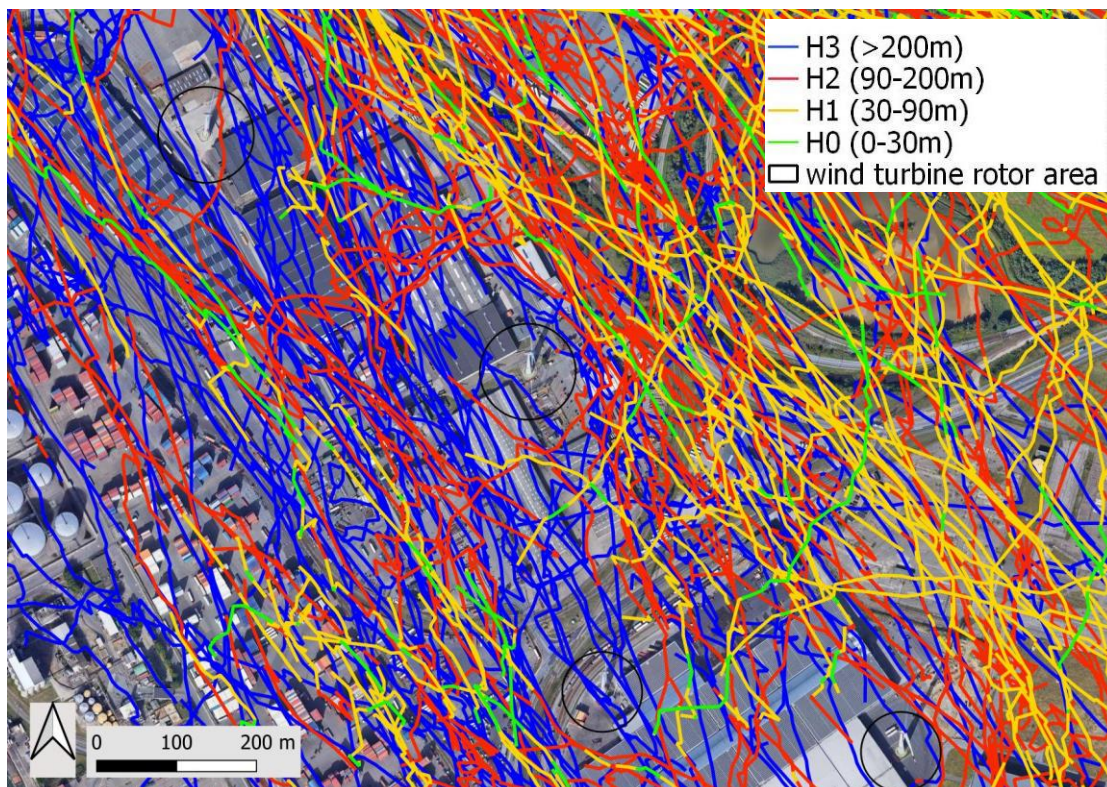 H3 (>200m)
H2 (90-200m)
H1 (30-90m)
H0 (0-30m)
wind turbine rotor area
0 100 200 m